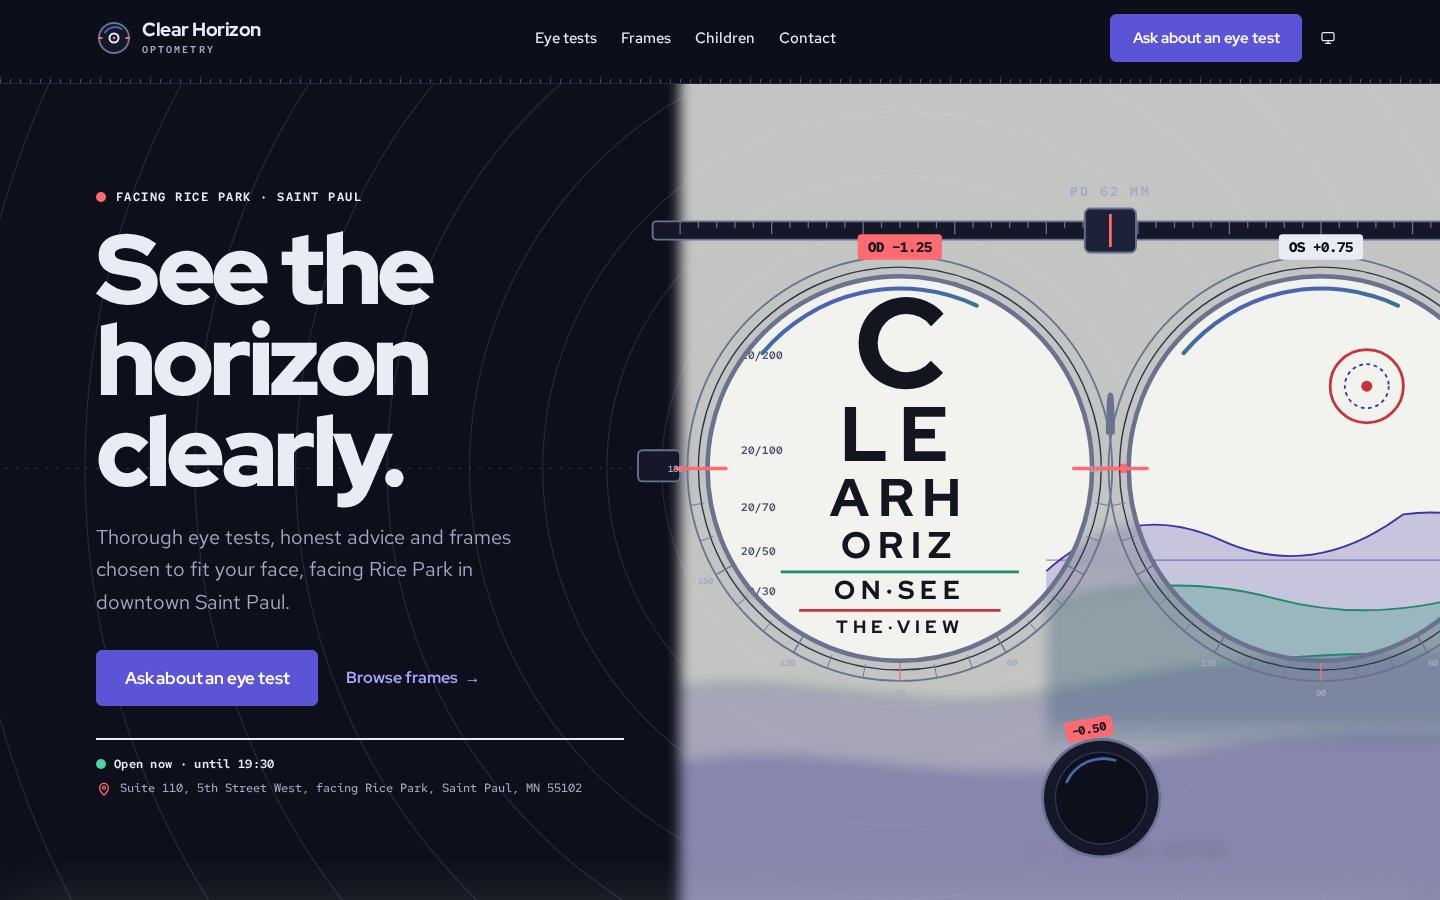 Clear Horizon
OPTOMETRY
Eye tests
Frames
Children
Contact
Ask about an eye test
FACING RICE PARK · SAINT PAUL
See the
horizon
clearly.
Thorough eye tests, honest advice and frames
chosen to fit your face, facing Rice Park in
downtown Saint Paul.
Ask about an eye test
Browse frames →
Open now · until 19:30
Suite 110, 5th Street West, facing Rice Park, Saint Paul, MN 55102
PD 62 MM
OD −1.25
OS +0.75
C
20/100
LE
20/70
ARH
20/50
ORIZ
ON·SEE
THE·VIEW
150
120
90
60
120
90
60
−0.50